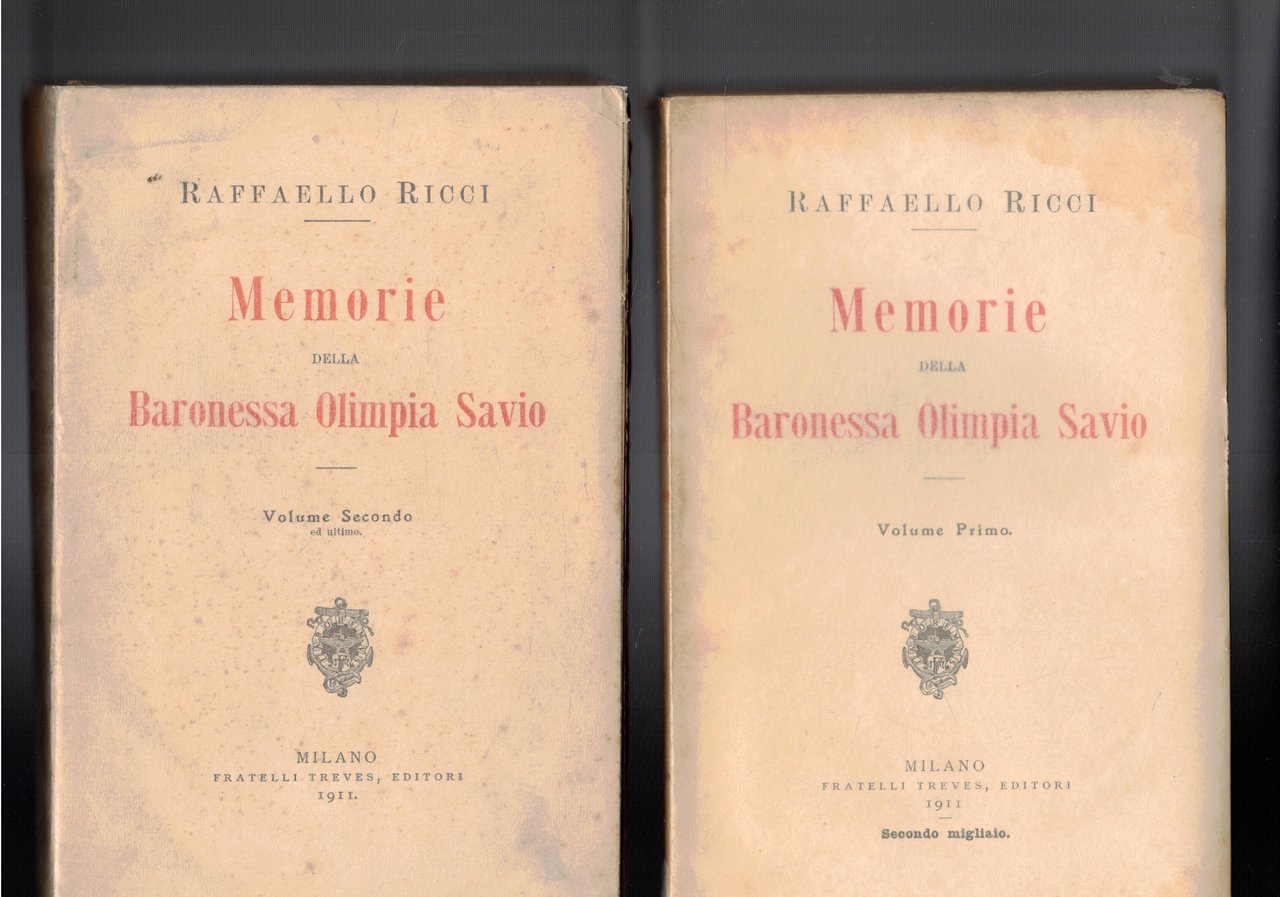 RAFFAELLO RICCI
Memorie
DELLA
Baronessa Olimpia Savio
Volume Secondo
ed ultimo.
MILANO
FRATELLI TREVES, EDITORI
1911.
RAFFAELLO RICCI
Memorie
DELLA
Baronessa Olimpia Savio
Volume Primo.
MILANO
FRATELLI TREVES, EDITORI
1911
Secondo migliaio.